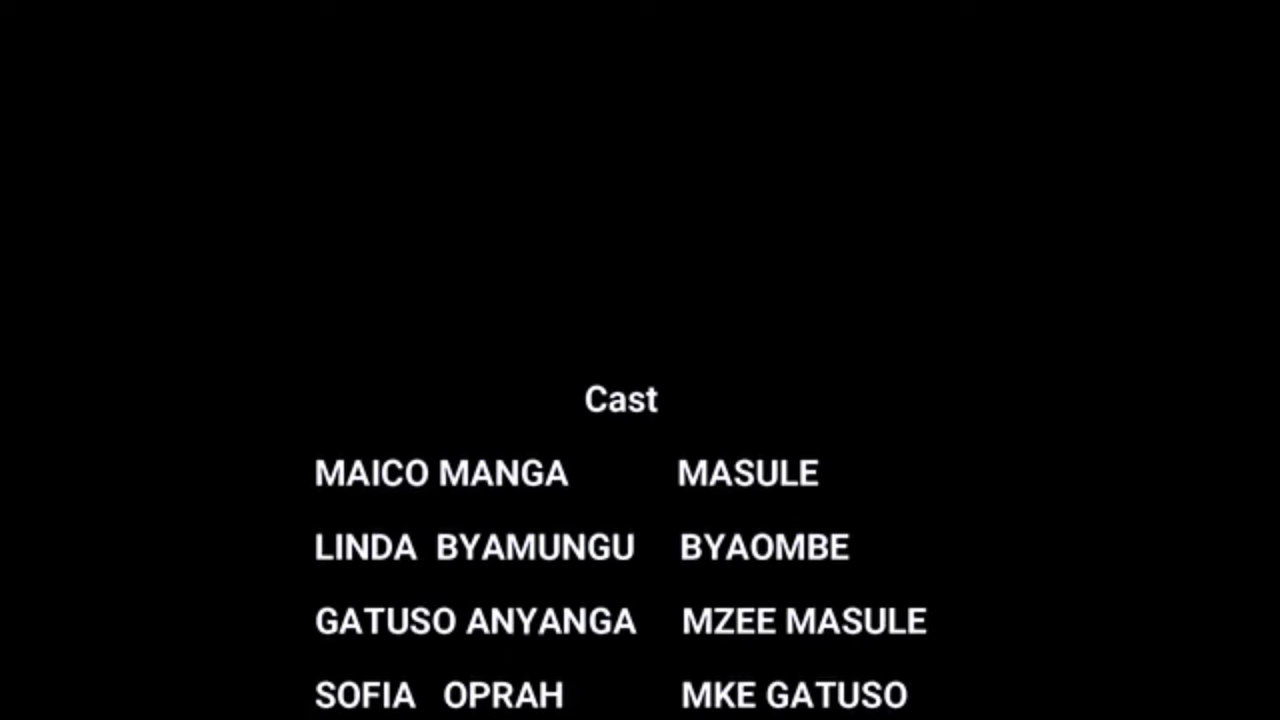 Cast
MAICO MANGA MASULE
LINDA BYAMUNGU BYAOMBE
GATUSO ANYANGA MZEE MASULE
SOFIA OPRAH MKE GATUSO